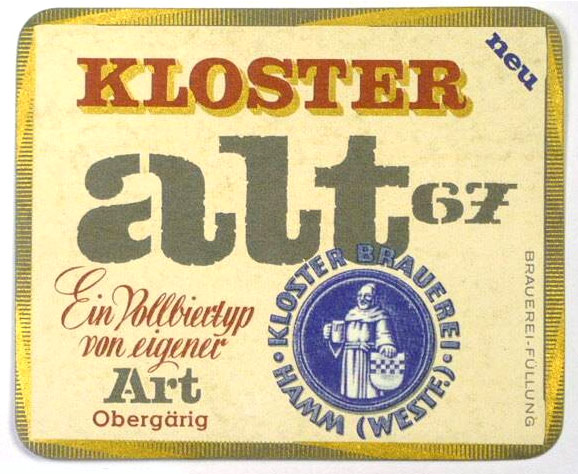 neu
KLOSTER
alt 67
Ein Vollbiertyp
von eigener
Art
Obergärig
KLOSTER BRAUEREI
HAMM (WESTF.)
BRAUEREI-FÜLLUNG